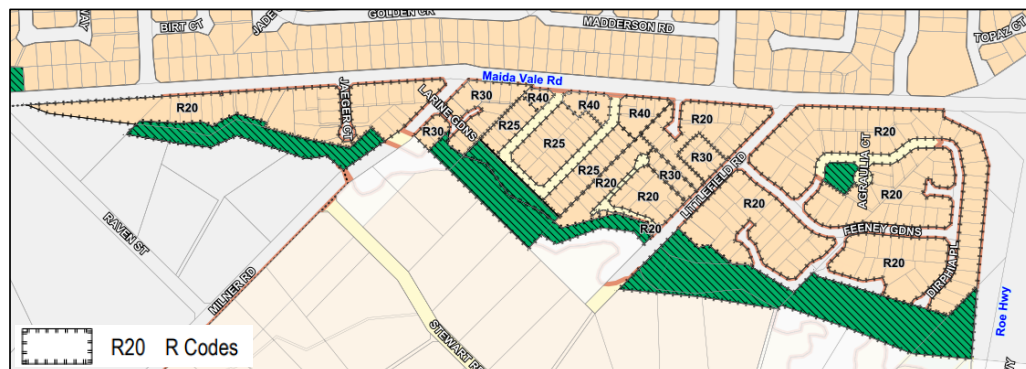 WAY
BIRT CT
JADE
GOLDEN CR
MADDERSON RD
TOPAZ CT
Maida Vale Rd
R20
JAEGER CT
LARINE GDNS
R30
R40
R40
R40
R20
R20
R30
R25
R25
R30
R25
R30
R20
R20
R20
LITTLEFIELD RD
R20
AGRAULIA CT
R20
FEENEY GDNS
R20
DIRPHIA PL
Roe Hwy
RAVEN ST
MILNER RD
STEWART R
R20 R Codes